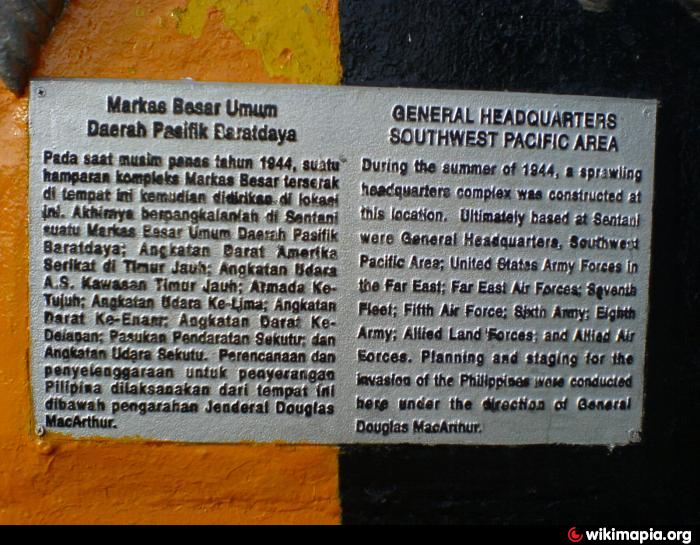 Markas Besar Umum
Daerah Pasifik Baratdaya
Pada saat musim panas tahun 1944, suatu
hamparan kompleks Markas Besar terserak
di tempat ini kemudian didirikan di lokasi
ini. Akhirnya berpangkalanlah di Sentani
suatu Markas Besar Umum Daerah Pasifik
Baratdaya; Angkatan Darat Amerika
Serikat di Timur Jauh; Angkatan Udara
A.S. Kawasan Timur Jauh; Armada Ke-
Tujuh; Angkatan Udara Ke-Lima; Angkatan
Darat Ke-Enam; Angkatan Darat Ke-
Delapan; Pasukan Pendaratan Sekutu; dan
Angkatan Udara Sekutu. Perencanaan dan
penyelenggaraan untuk penyerangan
Pilipina dilaksanakan dari tempat ini
dibawah pengarahan Jenderal Douglas
MacArthur.
GENERAL HEADQUARTERS
SOUTHWEST PACIFIC AREA
During the summer of 1944, a sprawling
headquarters complex was constructed at
this location. Ultimately based at Sentani
were General Headquarters, Southwest
Pacific Area; United States Army Forces in
the Far East; Far East Air Forces; Seventh
Fleet; Fifth Air Force; Sixth Army; Eighth
Army; Allied Land Forces; and Allied Air
Forces. Planning and staging for the
invasion of the Philippines were conducted
here under the direction of General
Douglas MacArthur.
wikimapia.org